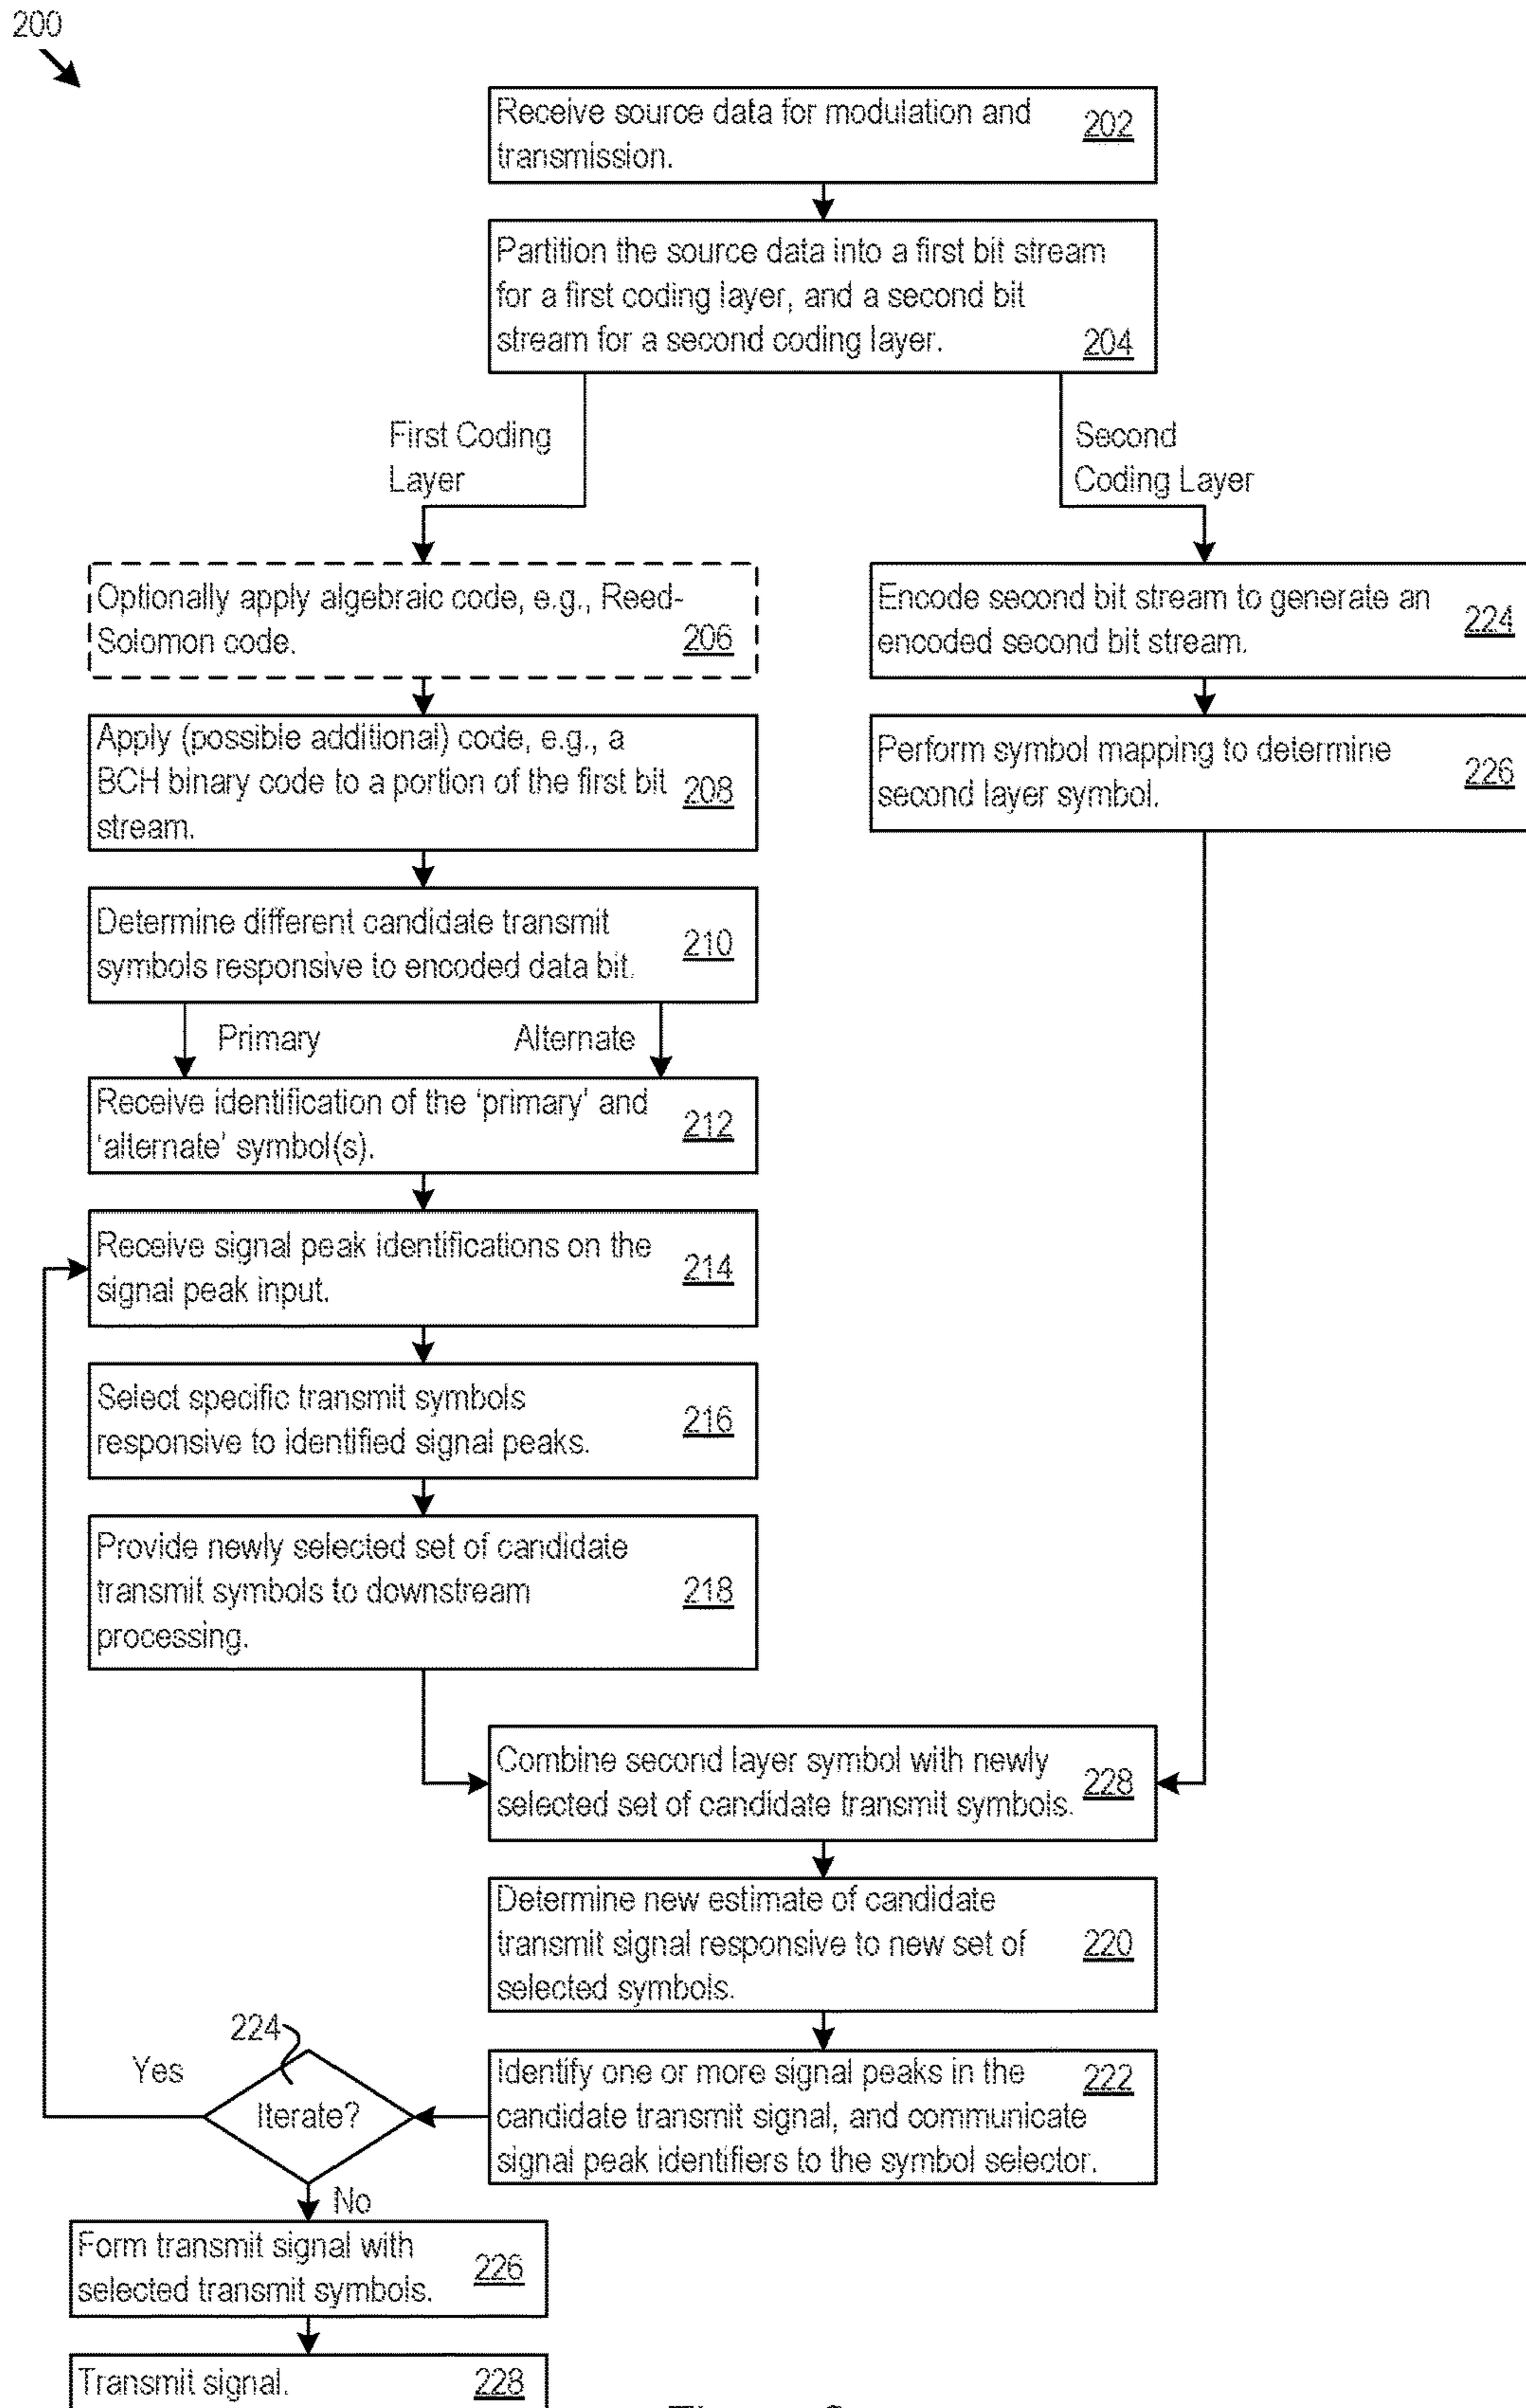 200
Receive source data for modulation and
transmission.
202
Partition the source data into a first bit stream
for a first coding layer, and a second bit
stream for a second coding layer.
204
First Coding
Layer
Second
Coding Layer
Optionally apply algebraic code, e.g., Reed-
Solomon code.
206
Encode second bit stream to generate an
encoded second bit stream.
224
Apply (possible additional) code, e.g., a
BCH binary code to a portion of the first bit
stream.
208
Perform symbol mapping to determine
second layer symbol.
226
Determine different candidate transmit
symbols responsive to encoded data bit.
210
Primary
Alternate
Receive identification of the 'primary' and
'alternate' symbol(s).
212
Receive signal peak identifications on the
signal peak input.
214
Select specific transmit symbols
responsive to identified signal peaks.
216
Provide newly selected set of candidate
transmit symbols to downstream
processing.
218
Combine second layer symbol with newly
selected set of candidate transmit symbols.
228
Determine new estimate of candidate
transmit signal responsive to new set of
selected symbols.
220
Identify one or more signal peaks in the
candidate transmit signal, and communicate
signal peak identifiers to the symbol selector.
222
224
Yes
Iterate?
No
Form transmit signal with
selected transmit symbols.
226
Transmit signal.
228